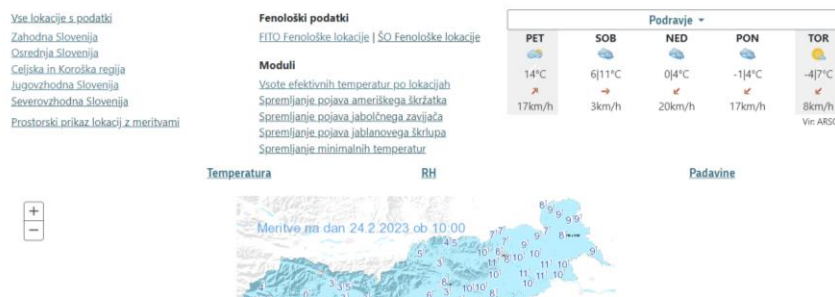 Vse lokacije s podatki
Zahodna Slovenija
Osrednja Slovenija
Celjska in Koroška regija
Jugovzhodna Slovenija
Severovzhodna Slovenija
Prostorski prikaz lokacij z meritvami
Fenološki podatki
FITO Fenološke lokacije | ŠO Fenološke lokacije
Moduli
Vsote efektivnih temperatur po lokacijah
Spremljanje pojava ameriškega škržatka
Spremljanje pojava jabolčnega zavijača
Spremljanje pojava jablanovega škrlupa
Spremljanje minimalnih temperatur
Podravje
PET SOB NED PON TOR
14°C 6|11°C 0|4°C -1|4°C -4|7°C
17km/h 3km/h 20km/h 17km/h 8km/h
Vir: ARSO
Temperatura RH Padavine
+
−
Meritve na dan 24.2.2023 ob 10:00